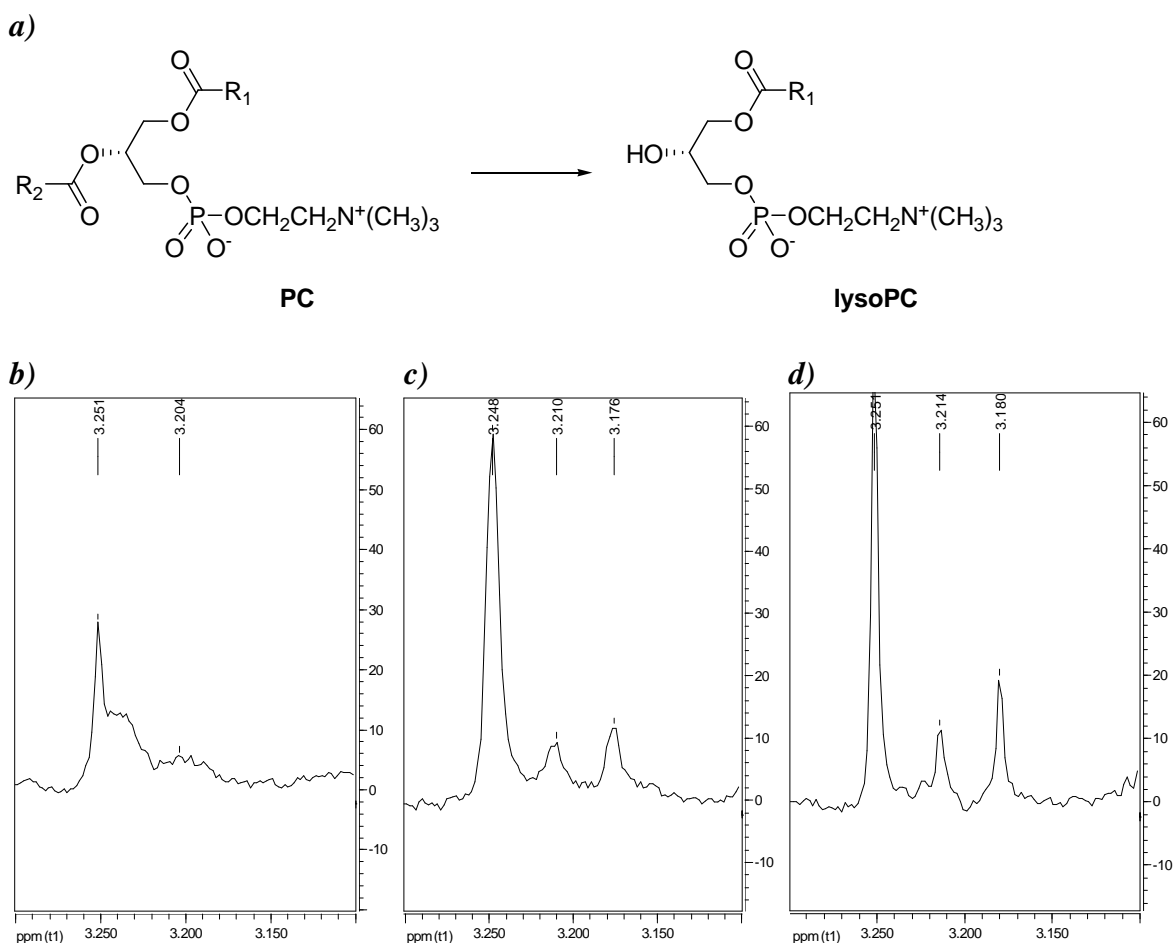 a)
O
R1
O
O
R2
O
O
P
OCH2CH2N+(CH3)3
O
O-
PC
O
R1
O
HO
O
P
OCH2CH2N+(CH3)3
O
O-
lysoPC
b)
3.251
3.204
60
50
40
30
20
10
0
-10
ppm (t1)
3.250
3.200
3.150
c)
3.248
3.210
3.176
60
50
40
30
20
10
0
-10
ppm (t1)
3.250
3.200
3.150
d)
3.251
3.214
3.180
60
50
40
30
20
10
0
-10
ppm (t1)
3.250
3.200
3.150